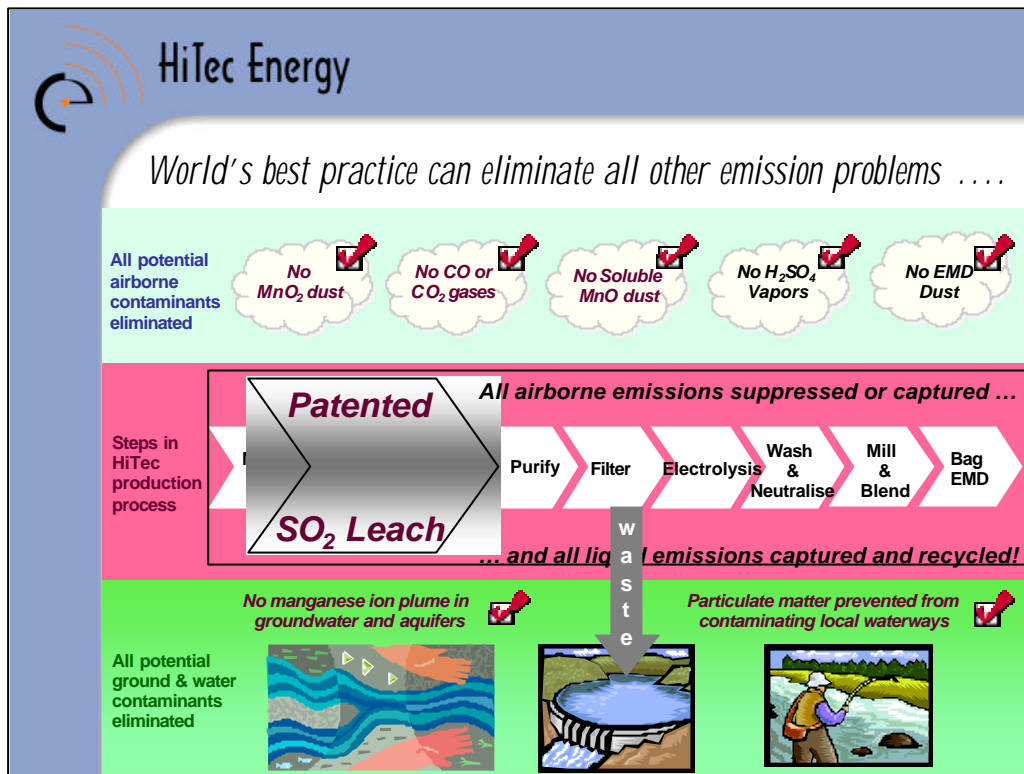 HiTec Energy
World's best practice can eliminate all other emission problems ....
All potential
airborne
contaminants
eliminated
No
MnO₂ dust
No CO or
CO₂ gases
No Soluble
MnO dust
No H₂SO₄
Vapors
No EMD
Dust
All airborne emissions suppressed or captured ...
Steps in
HiTec
production
process
Patented
SO₂ Leach
Purify
Filter
Electrolysis
Wash
&
Neutralise
Mill
&
Blend
Bag
EMD
waste
... and all liquid emissions captured and recycled!
No manganese ion plume in
groundwater and aquifers
Particulate matter prevented from
contaminating local waterways
All potential
ground & water
contaminants
eliminated